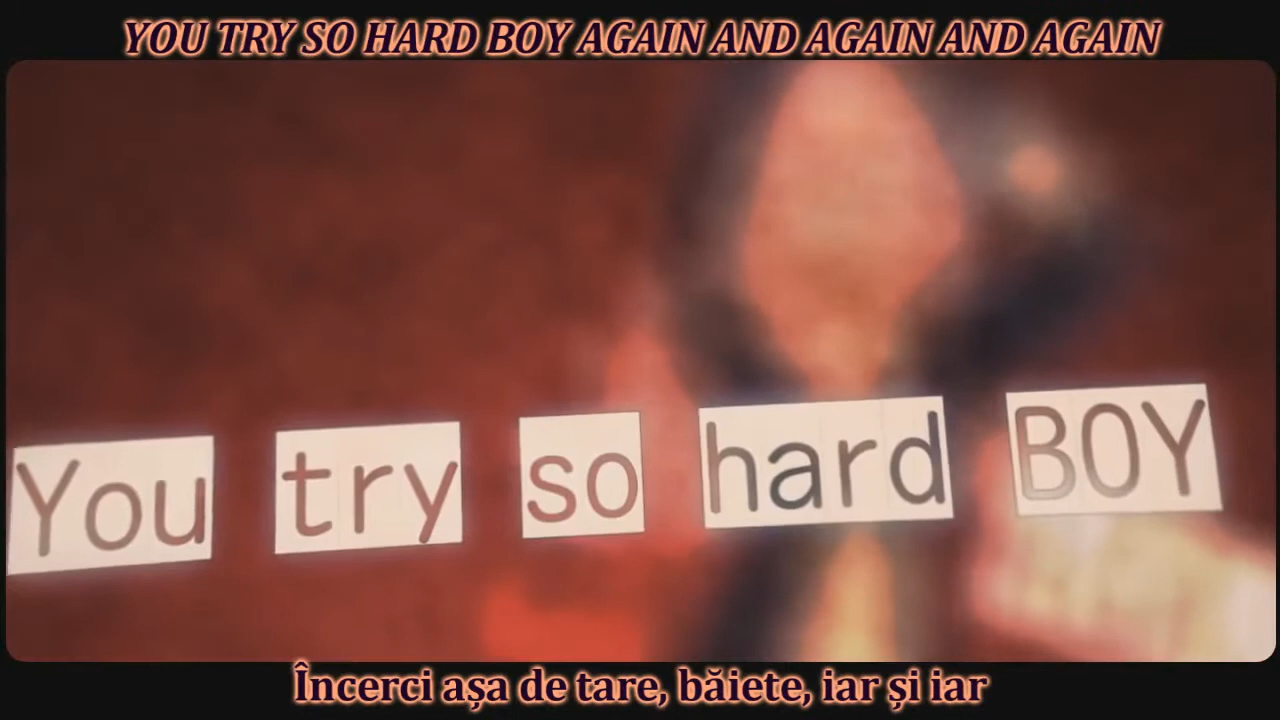 YOU TRY SO HARD BOY AGAIN AND AGAIN AND AGAIN
You try so hard BOY
Încerci așa de tare, băiete, iar și iar